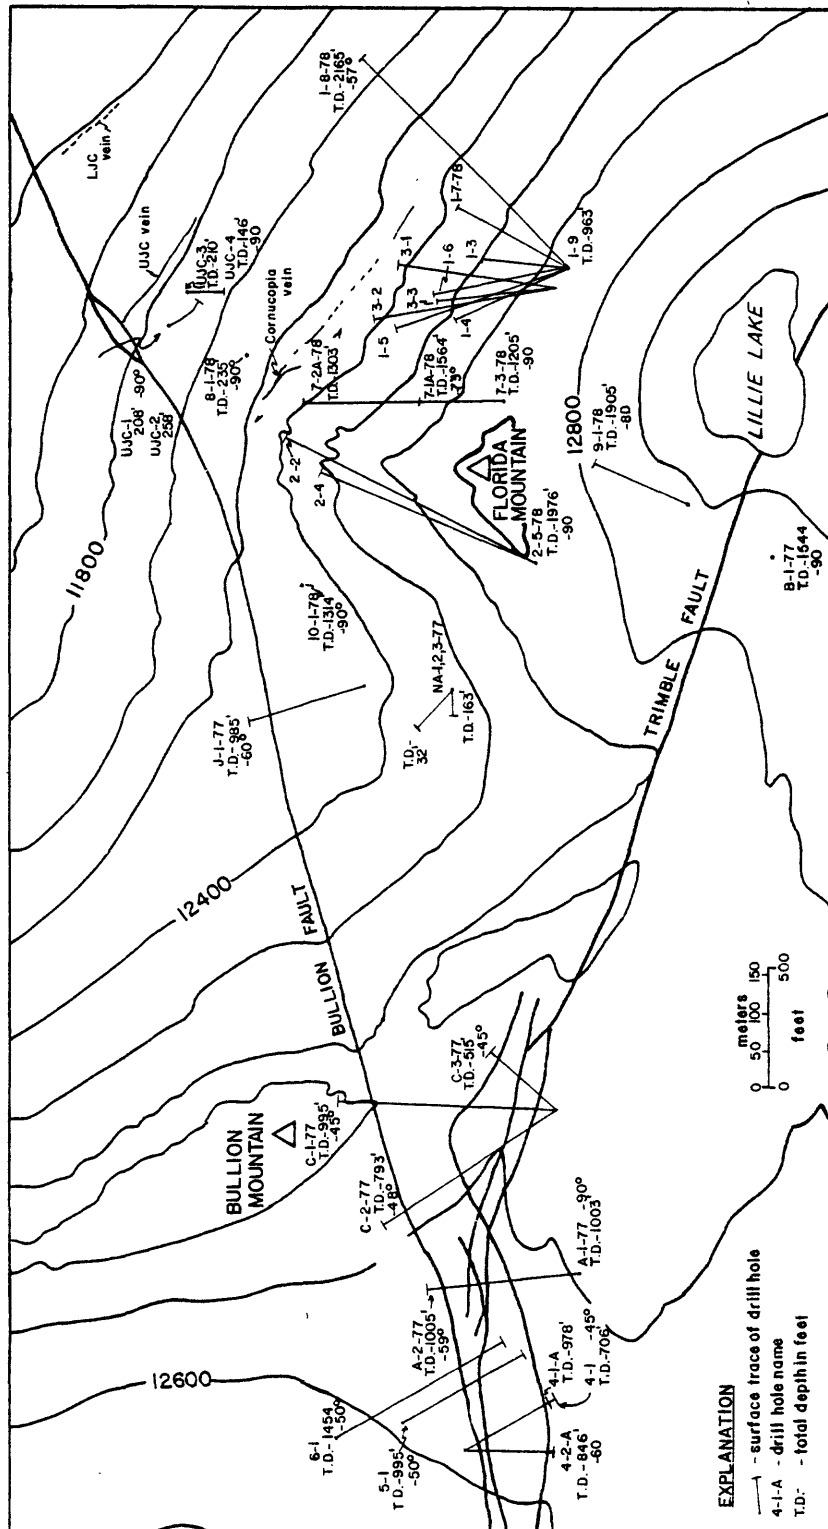 12600
BULLION
MOUNTAIN
C-1-77
T.D.-995'
-45°
C-2-77
T.D.-793'
-48°
A-2-77
T.D.-1005'
-59°
6-1
T.D.-1454
-50°
5-1
T.D.-995'
-50°
4-2-A
T.D.-846'
-60
4-1-A
T.D.-978'
4-1
-45°
T.D.-706'
A-1-77 -90°
T.D.-1003'
C-3-77
T.D.-515'
-45°
BULLION FAULT
12400
11800
J-1-77
T.D.-985'
-60°
10-1-78
T.D.-1314
-90°
NA-1,2,3-77
T.D.-163'
T.D.-
32
UJC-1
208'
-90°
UJC-2
258'
8-1-78
T.D.-235'
-90°
UJC vein
LJC
vein
UJC-3
T.D.-210'
UJC-4
T.D.-146'
-90
Cornucopia
vein
7-2A-78
T.D.-1303'
7-1A-78
T.D.-1564'
-73°
7-3-78
T.D.-1205'
-90
2-2
2-4
2-5-78
T.D.-1976'
-90
FLORIDA
MOUNTAIN
1-8-78
T.D.-2165'
-57°
1-7-78
3-1
1-6
1-3
3-2
3-3
1-5
1-4
1-9
T.D.-963'
12800
9-1-78
T.D.-1905'
-80
LILLIE LAKE
B-1-77
T.D.-1544
-90
TRIMBLE FAULT
meters
0 50 100 150
0 500
feet
EXPLANATION
- surface trace of drill hole
4-1-A - drill hole name
T.D.- - total depth in feet